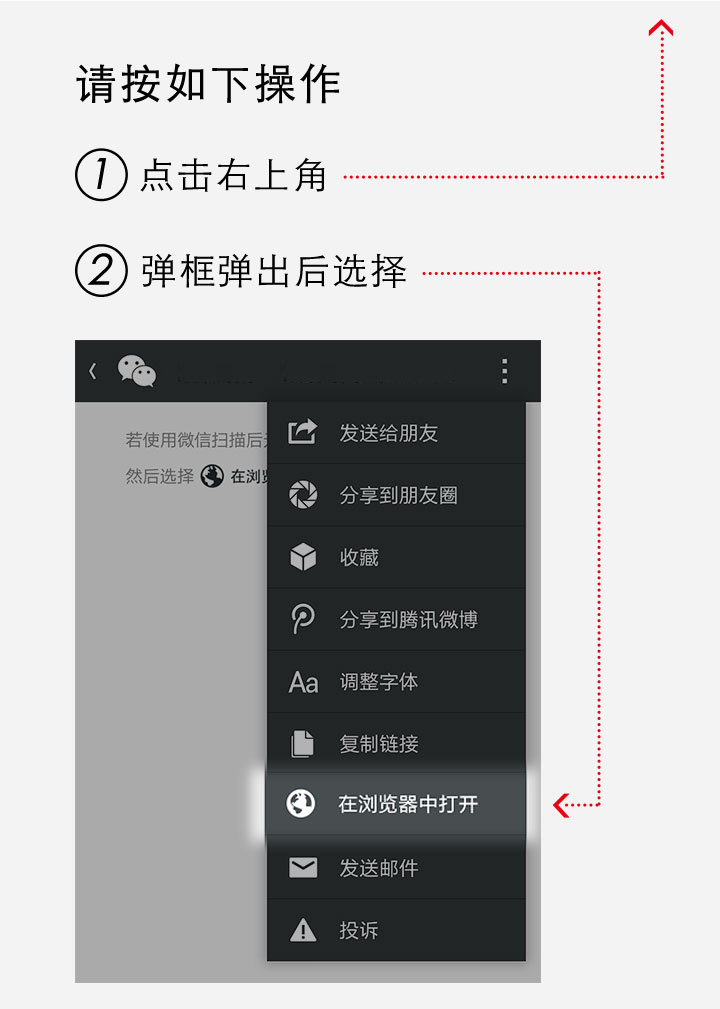 请按如下操作
① 点击右上角
② 弹框弹出后选择
若使用微信扫描后
然后选择 在浏
发送给朋友
分享到朋友圈
收藏
分享到腾讯微博
Aa 调整字体
复制链接
在浏览器中打开
发送邮件
投诉